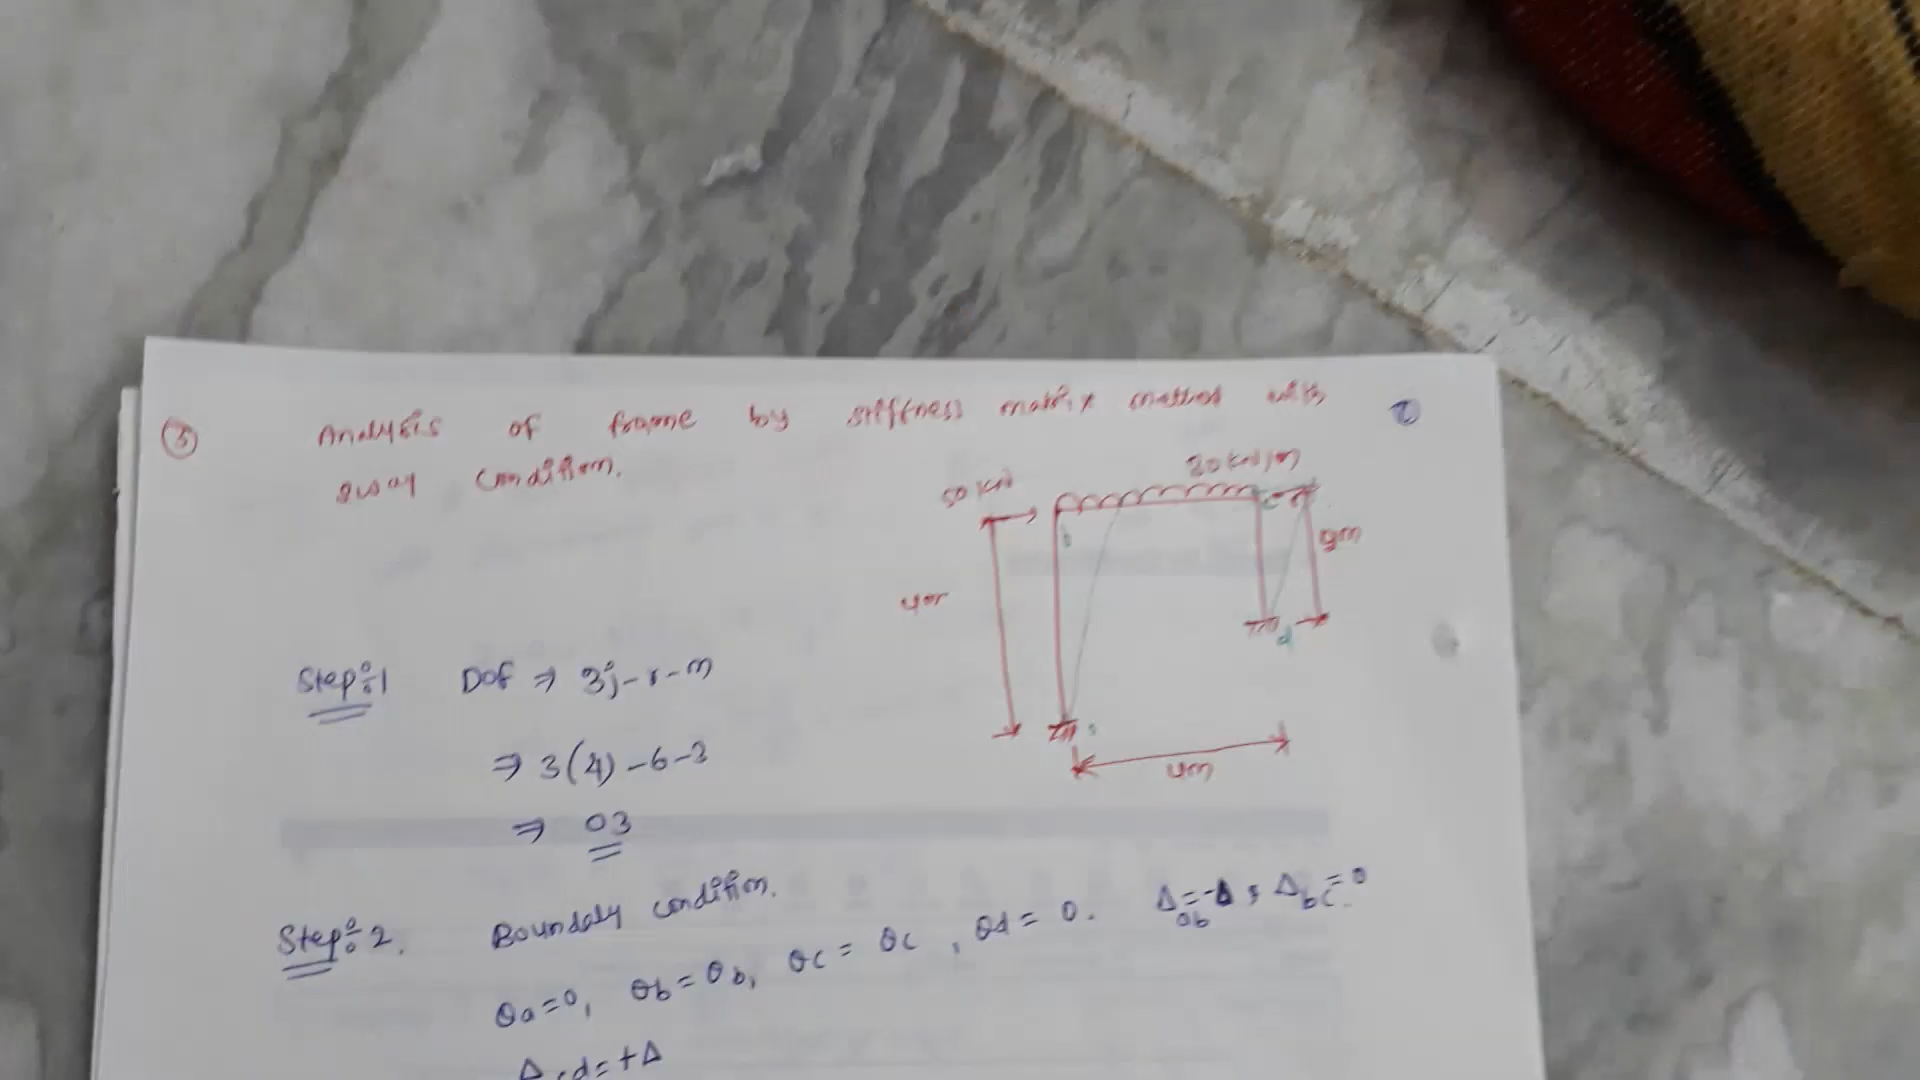 ③ Analysis of frame by stiffness matrix method with
sway condition.
50 kN
20 kN/m
b
c
4m
d
4m
Step:1 Dof ⇒ 3j-r-m
⇒ 3(4)-6-3
⇒ 03
Step:2. Boundary condition.
θa=0, θb=θb, θc=θc, θd=0. Δab=-Δ, Δbc=0
Δcd=+Δ